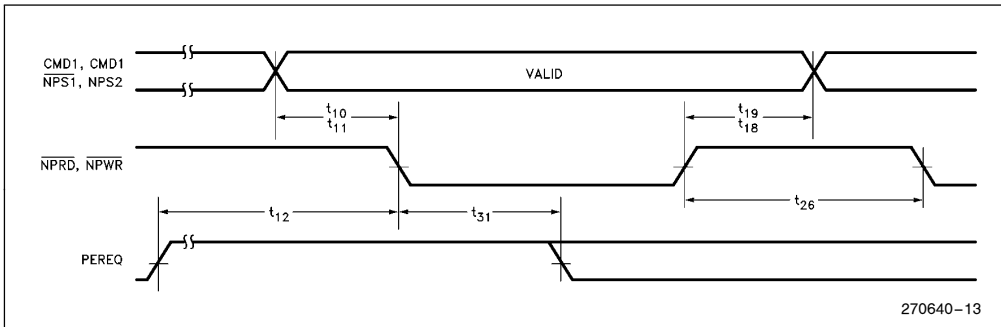 CMD1, CMD1
NPS1, NPS2
VALID
t10
t11
t19
t18
NPRD, NPWR
t26
t12
t31
PEREQ
270640–13